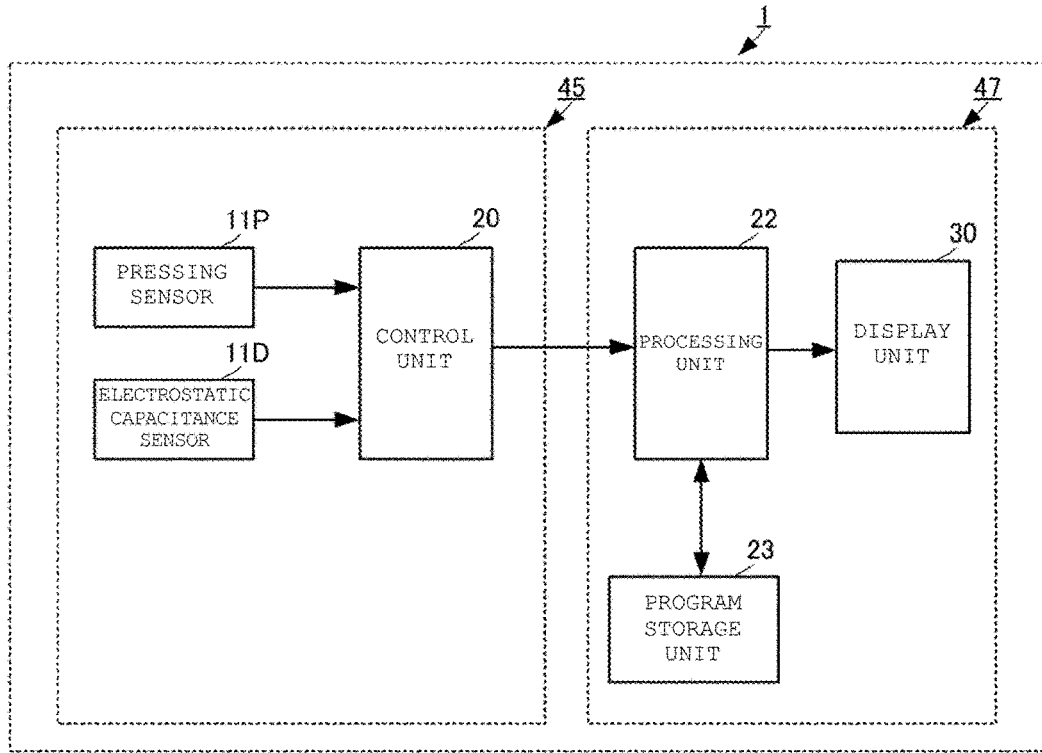 1
45
47
11P
20
22
30
PRESSING
SENSOR
CONTROL
UNIT
PROCESSING
UNIT
DISPLAY
UNIT
11D
ELECTROSTATIC
CAPACITANCE
SENSOR
23
PROGRAM
STORAGE
UNIT